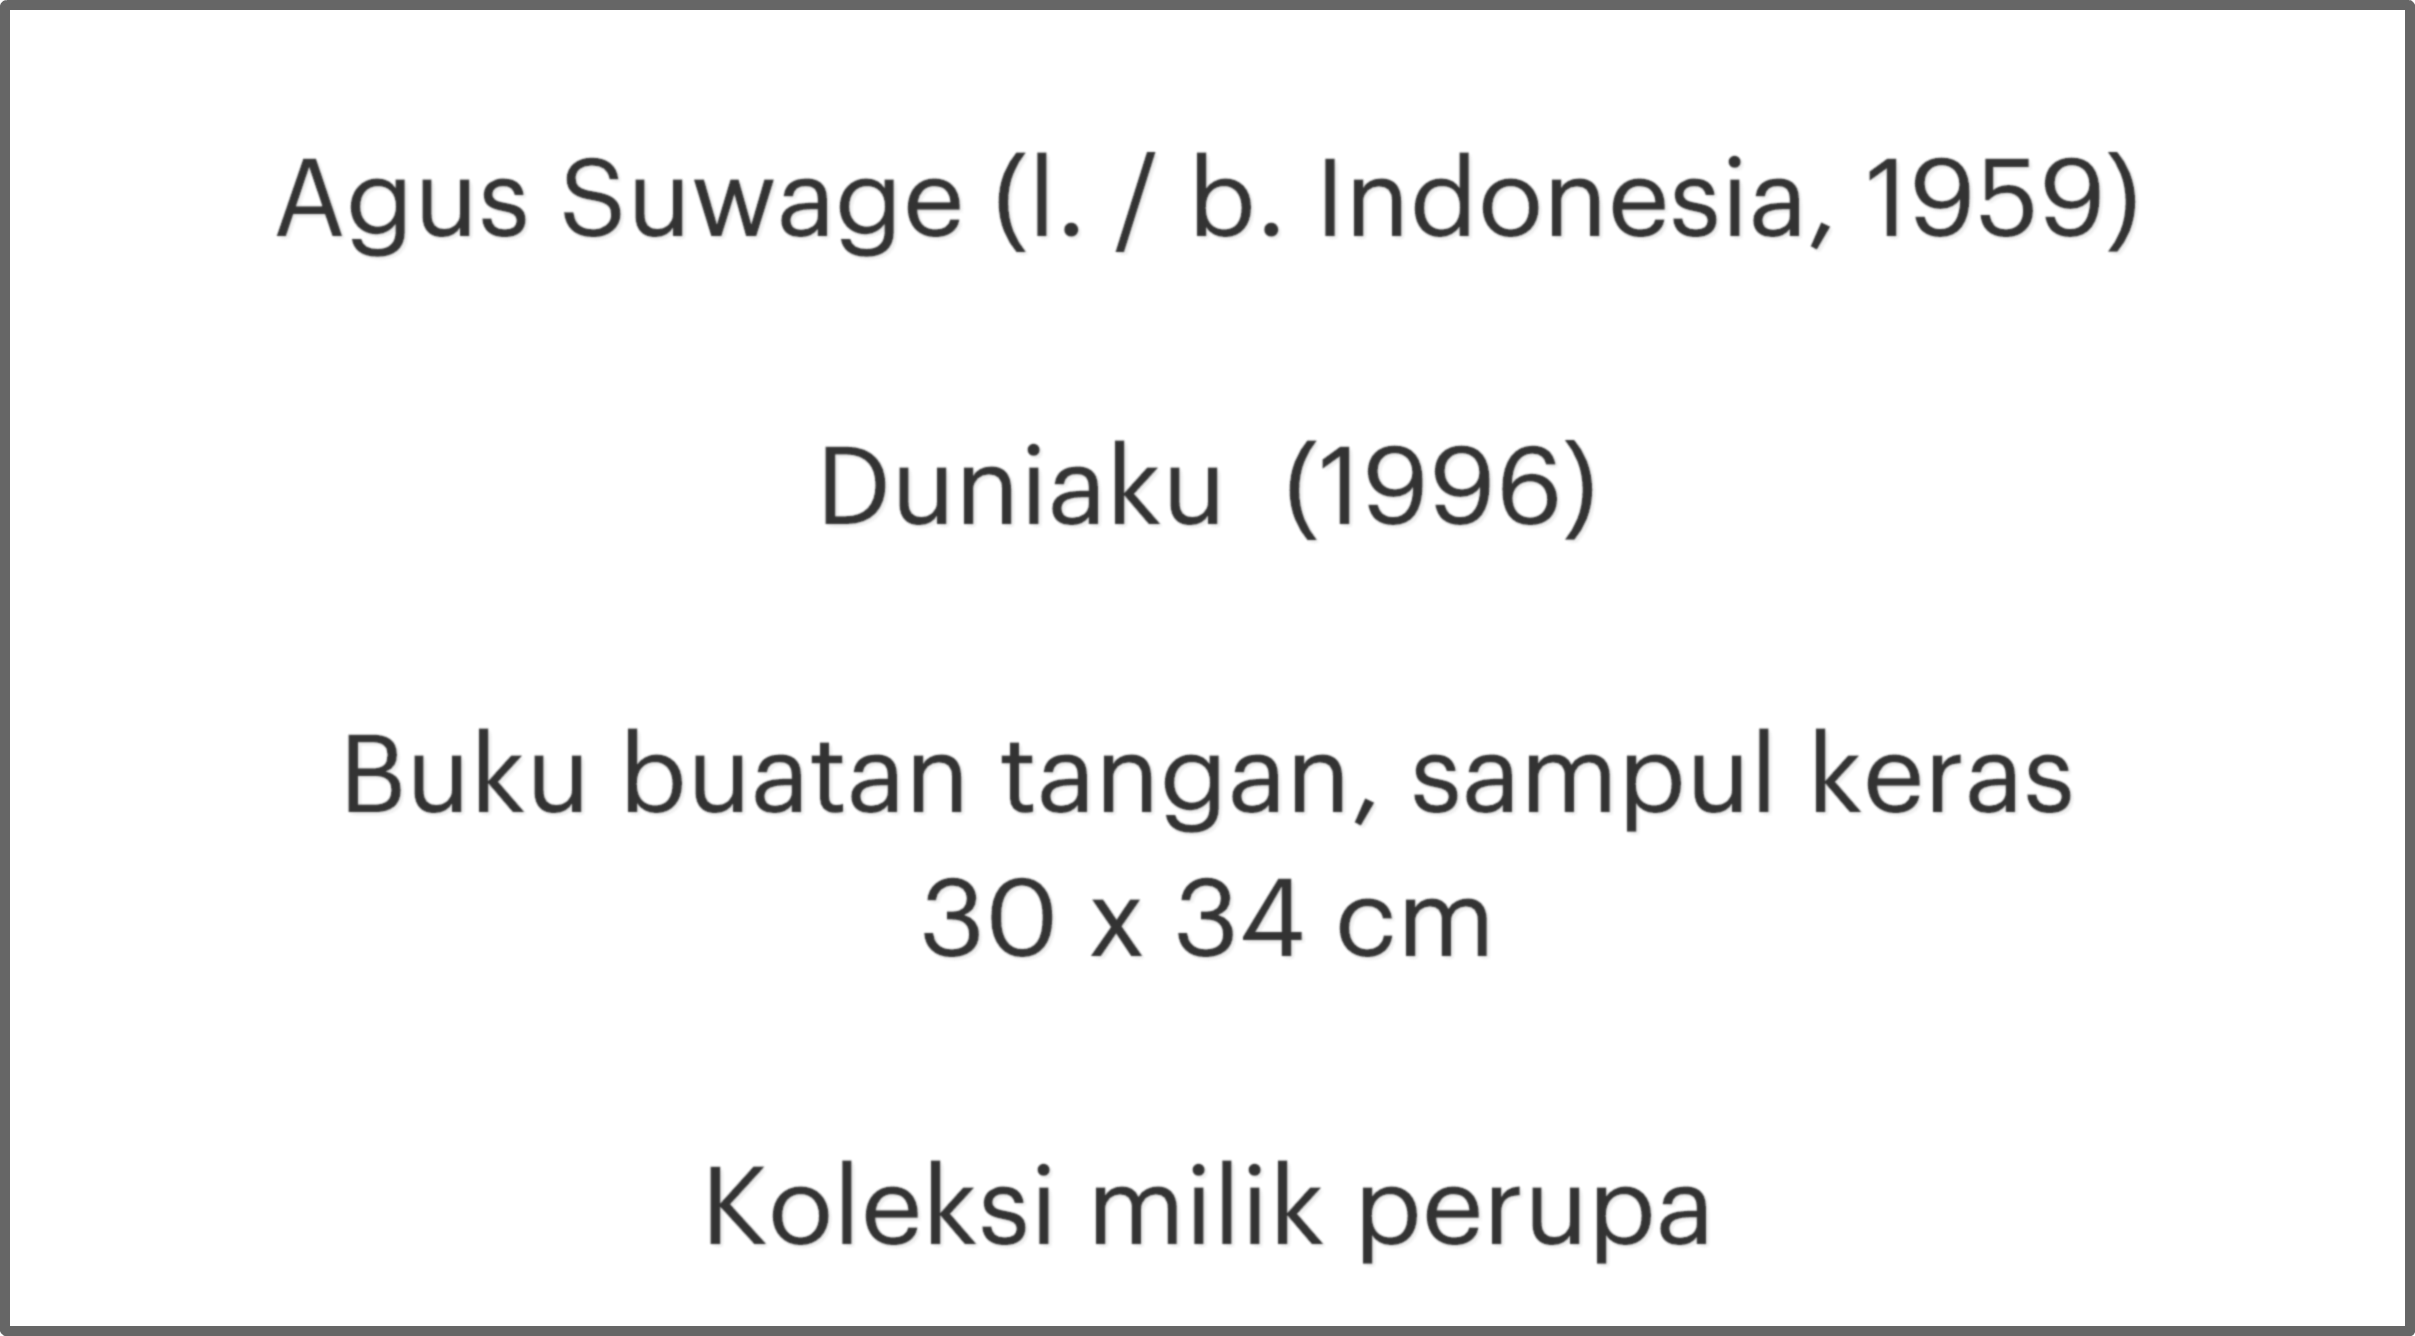 Agus Suwage (l. / b. Indonesia, 1959)
Duniaku  (1996)
Buku buatan tangan, sampul keras
30 x 34 cm
Koleksi milik perupa